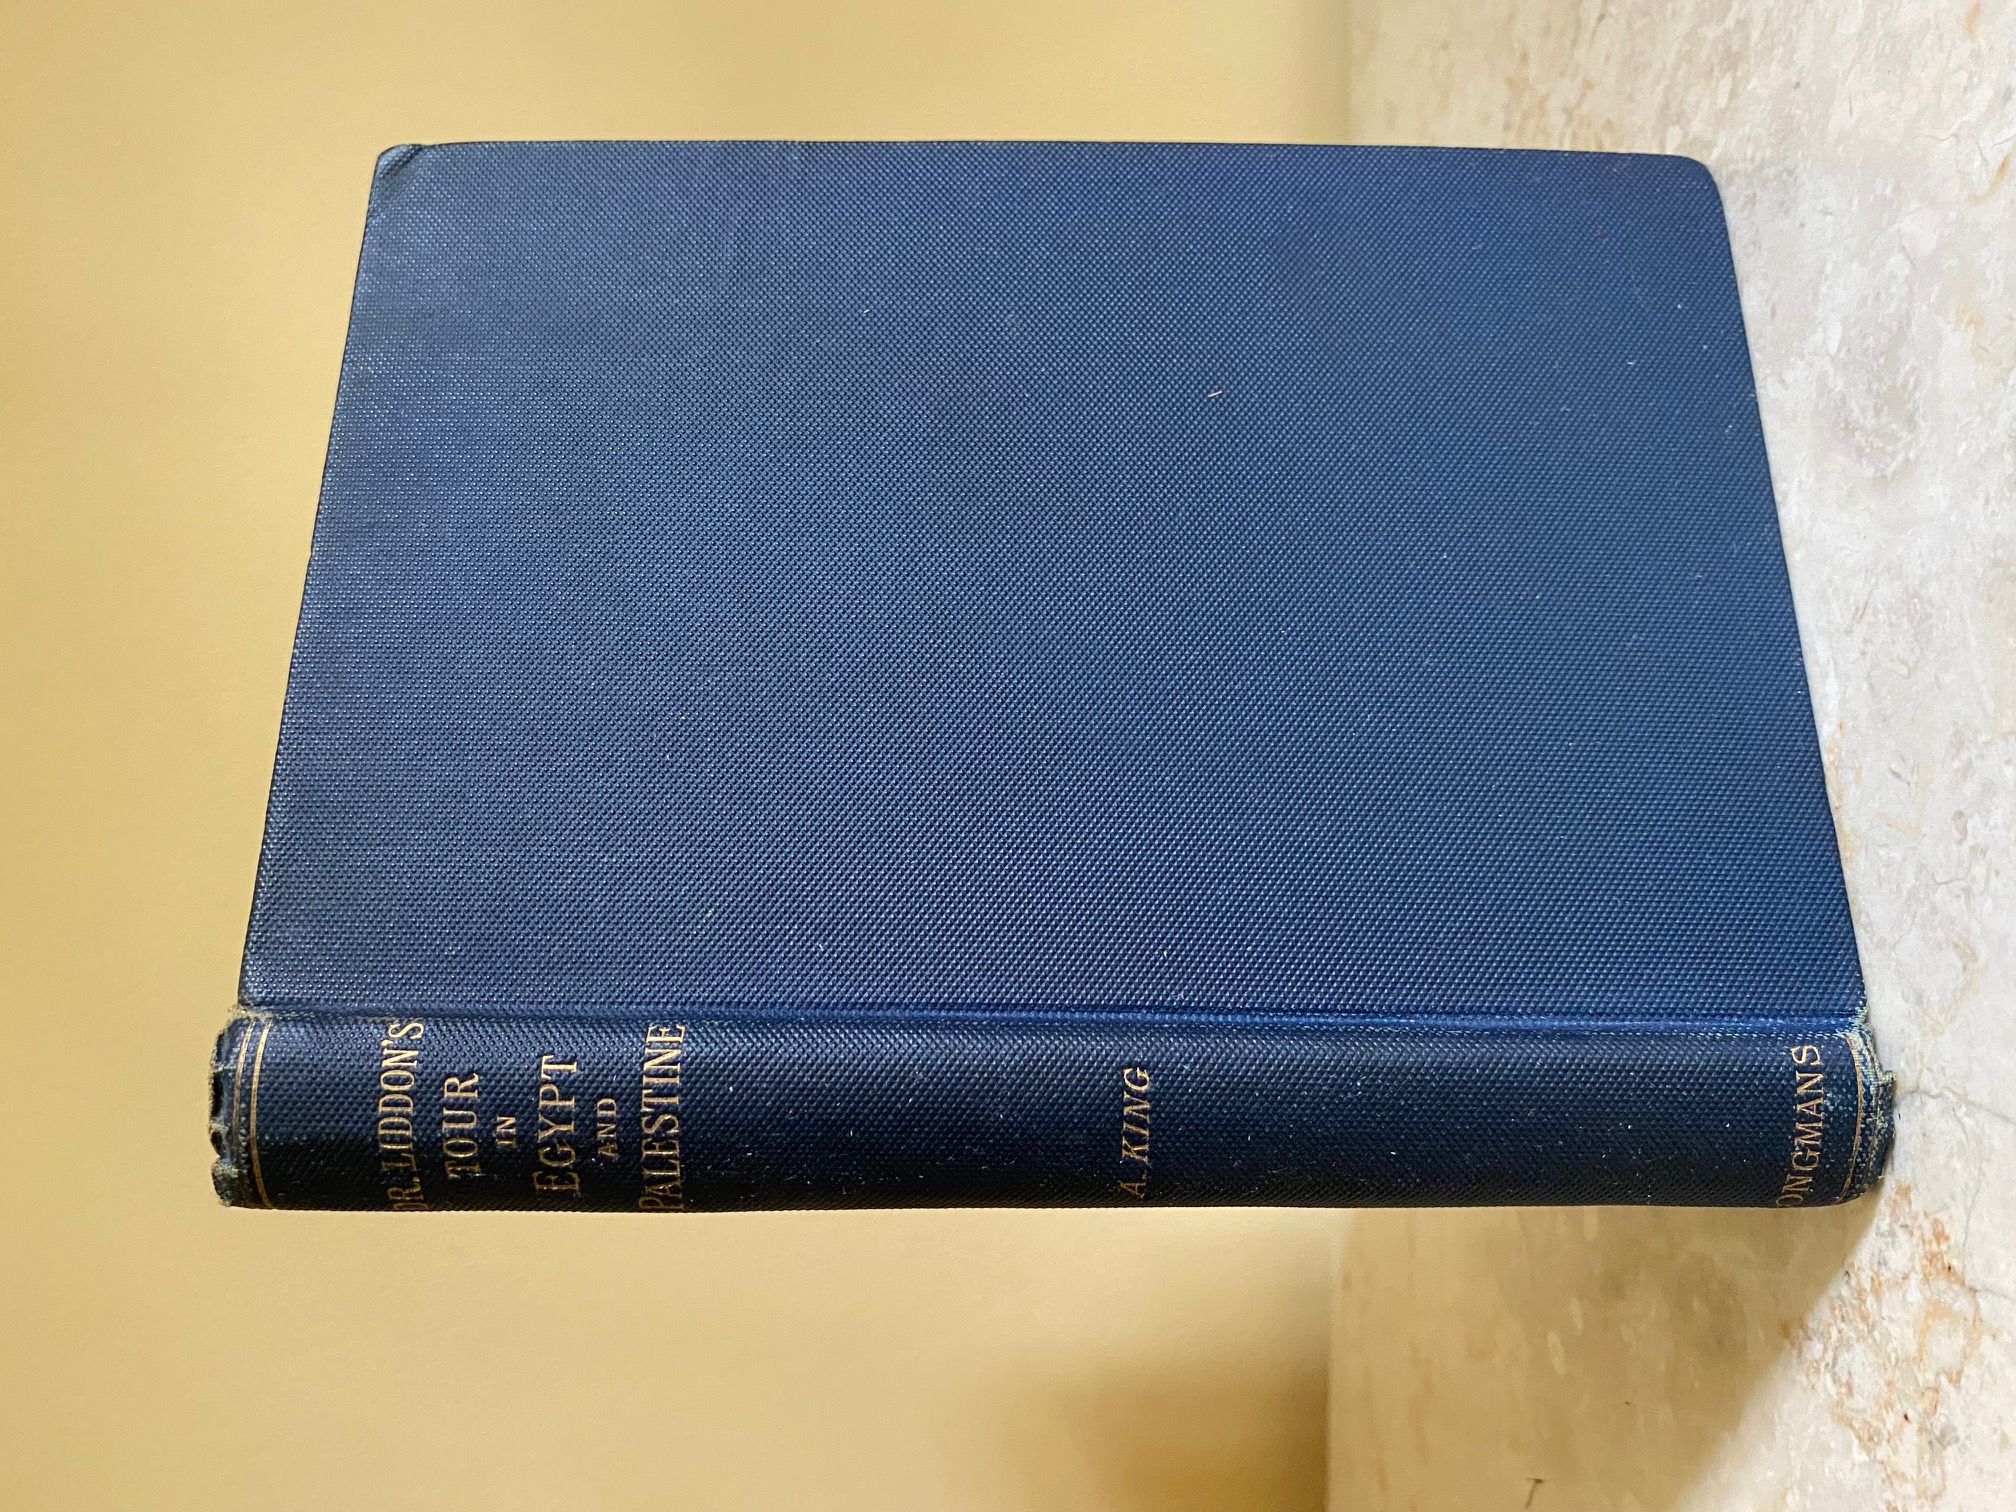 DR. LIDDON'S
TOUR
IN
EGYPT
AND
PALESTINE
A. KING
LONGMANS